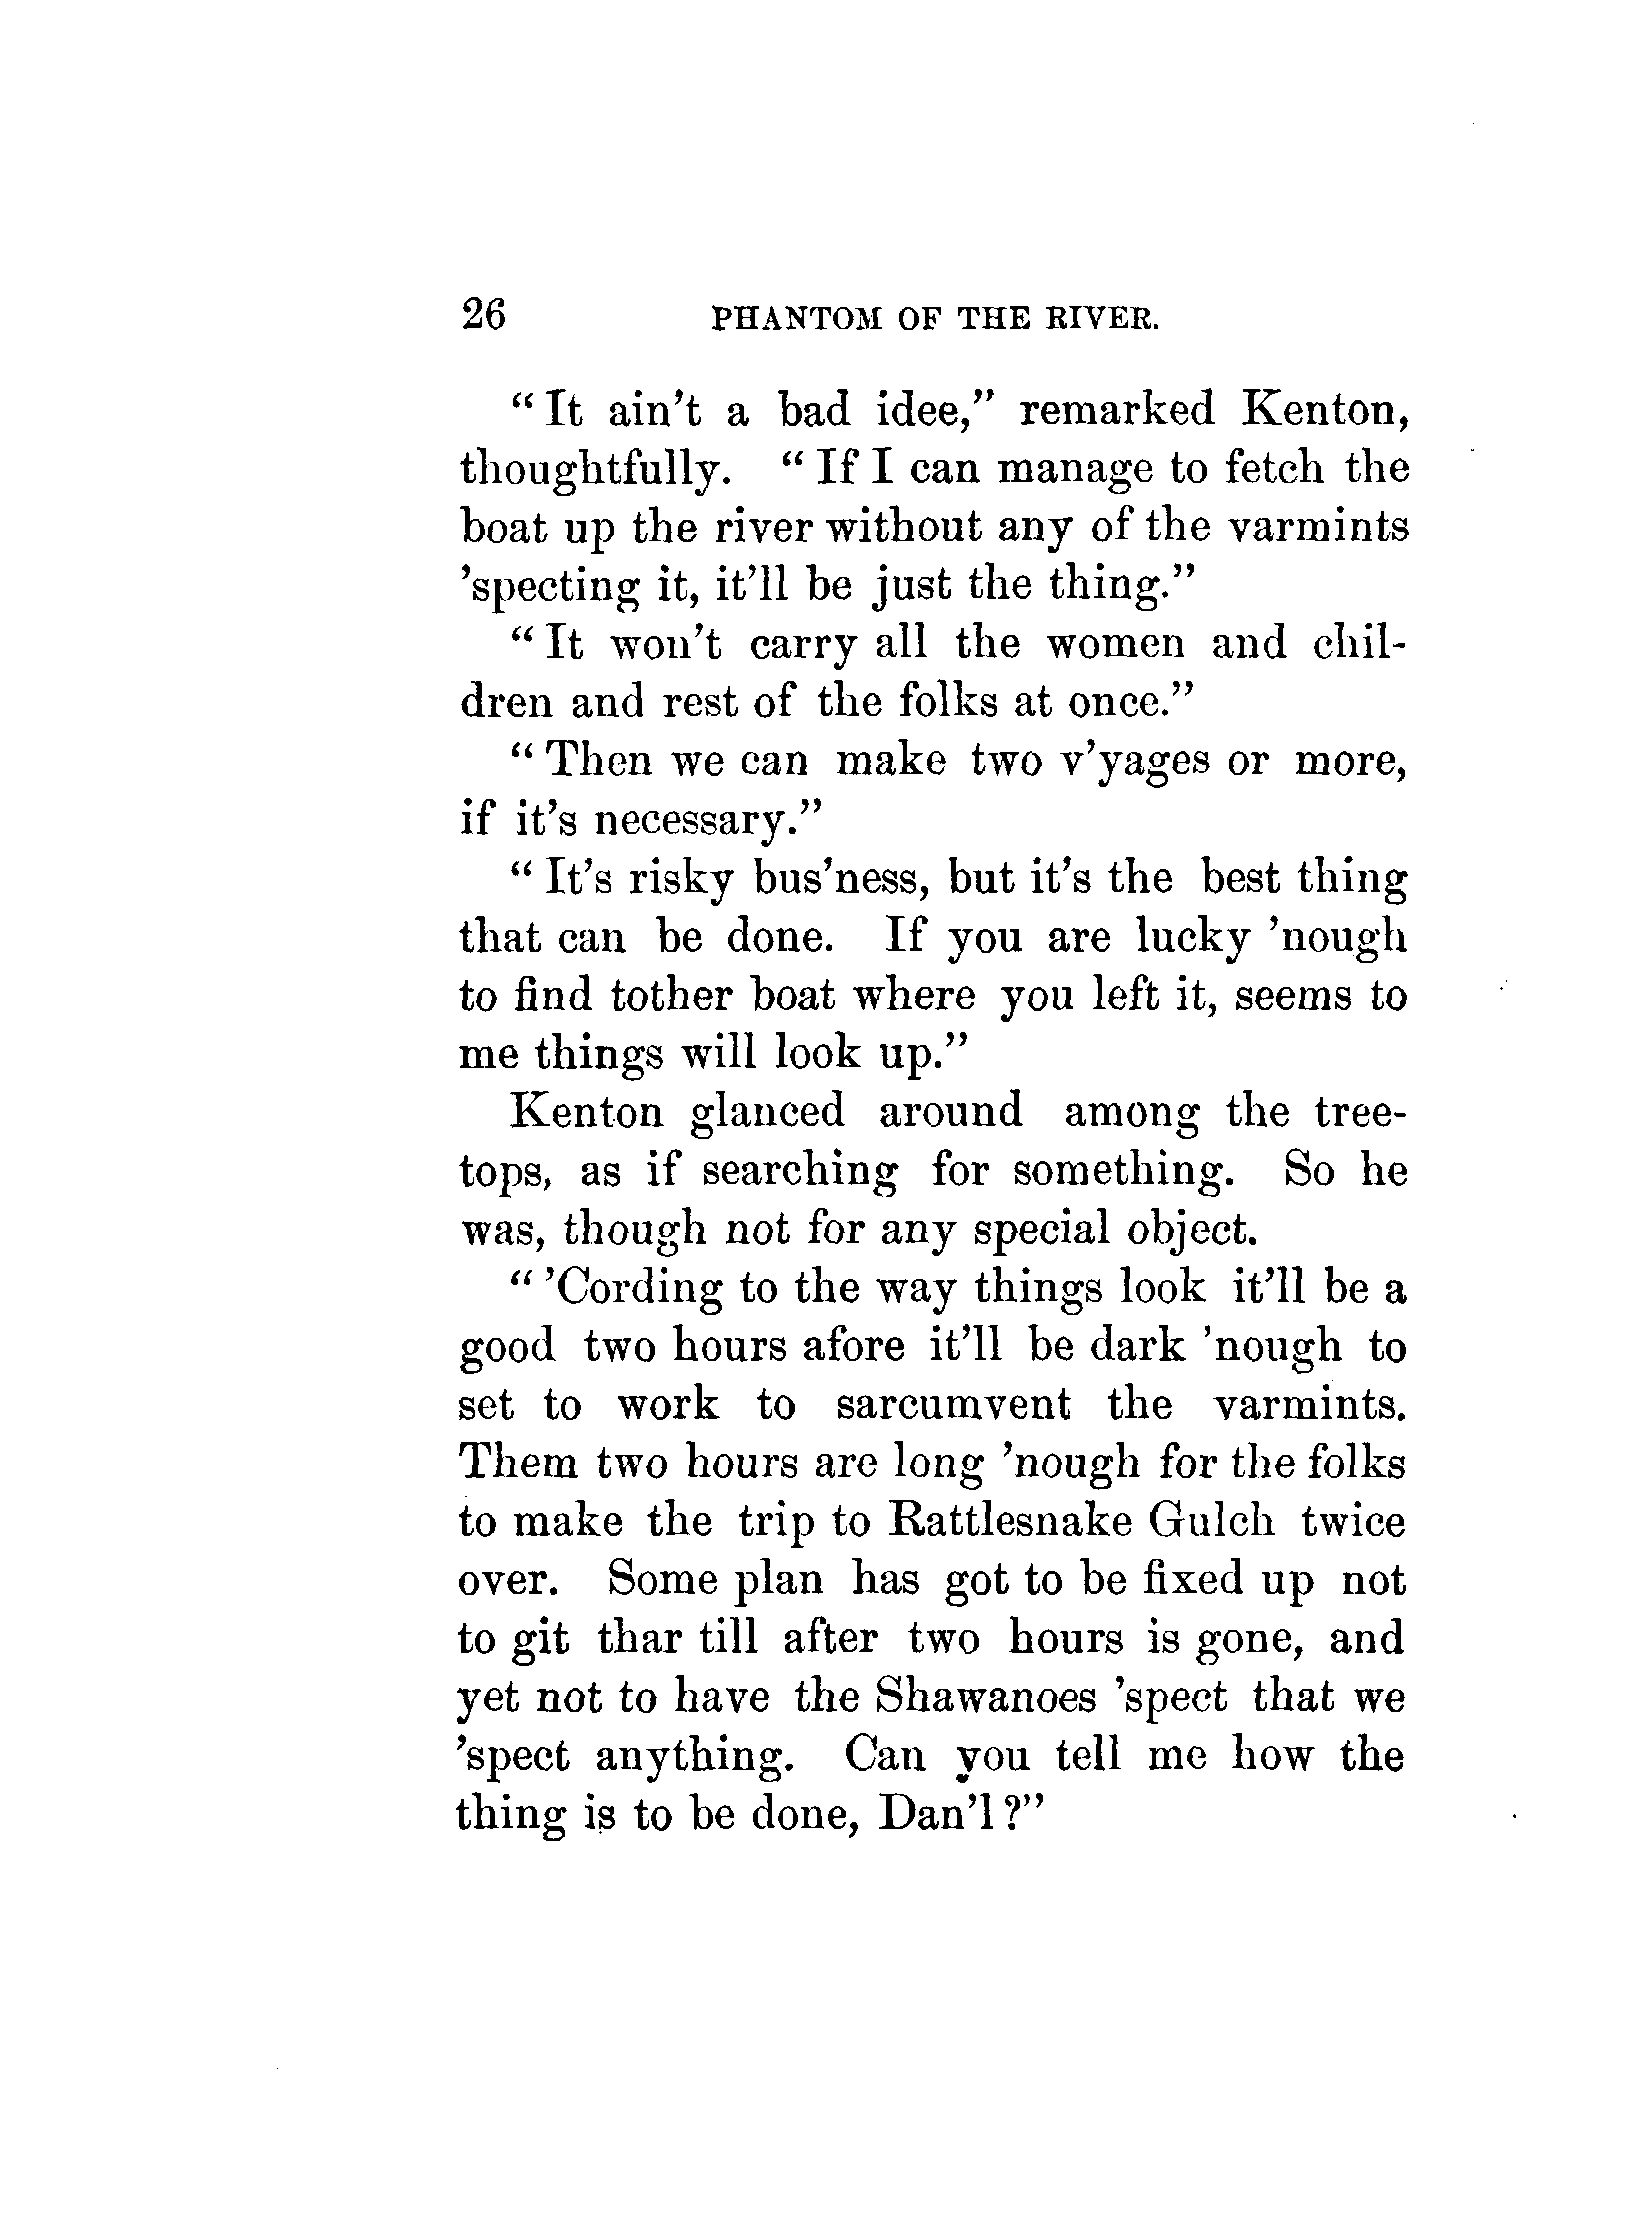 26 PHANTOM OF THE RIVER.
“It ain’t a bad idee,” remarked Kenton,
thoughtfully. “If I can manage to fetch the
boat up the river without any of the varmints
’specting it, it’ll be just the thing.”
“It won’t carry all the women and chil-
dren and rest of the folks at once.”
“Then we can make two v’yages or more,
if it’s necessary.”
“It’s risky bus’ness, but it’s the best thing
that can be done. If you are lucky ’nough
to find tother boat where you left it, seems to
me things will look up.”
Kenton glanced around among the tree-
tops, as if searching for something. So he
was, though not for any special object.
“’Cording to the way things look it’ll be a
good two hours afore it’ll be dark ’nough to
set to work to sarcumvent the varmints.
Them two hours are long ’nough for the folks
to make the trip to Rattlesnake Gulch twice
over. Some plan has got to be fixed up not
to git thar till after two hours is gone, and
yet not to have the Shawanoes ’spect that we
’spect anything. Can you tell me how the
thing is to be done, Dan’l?”